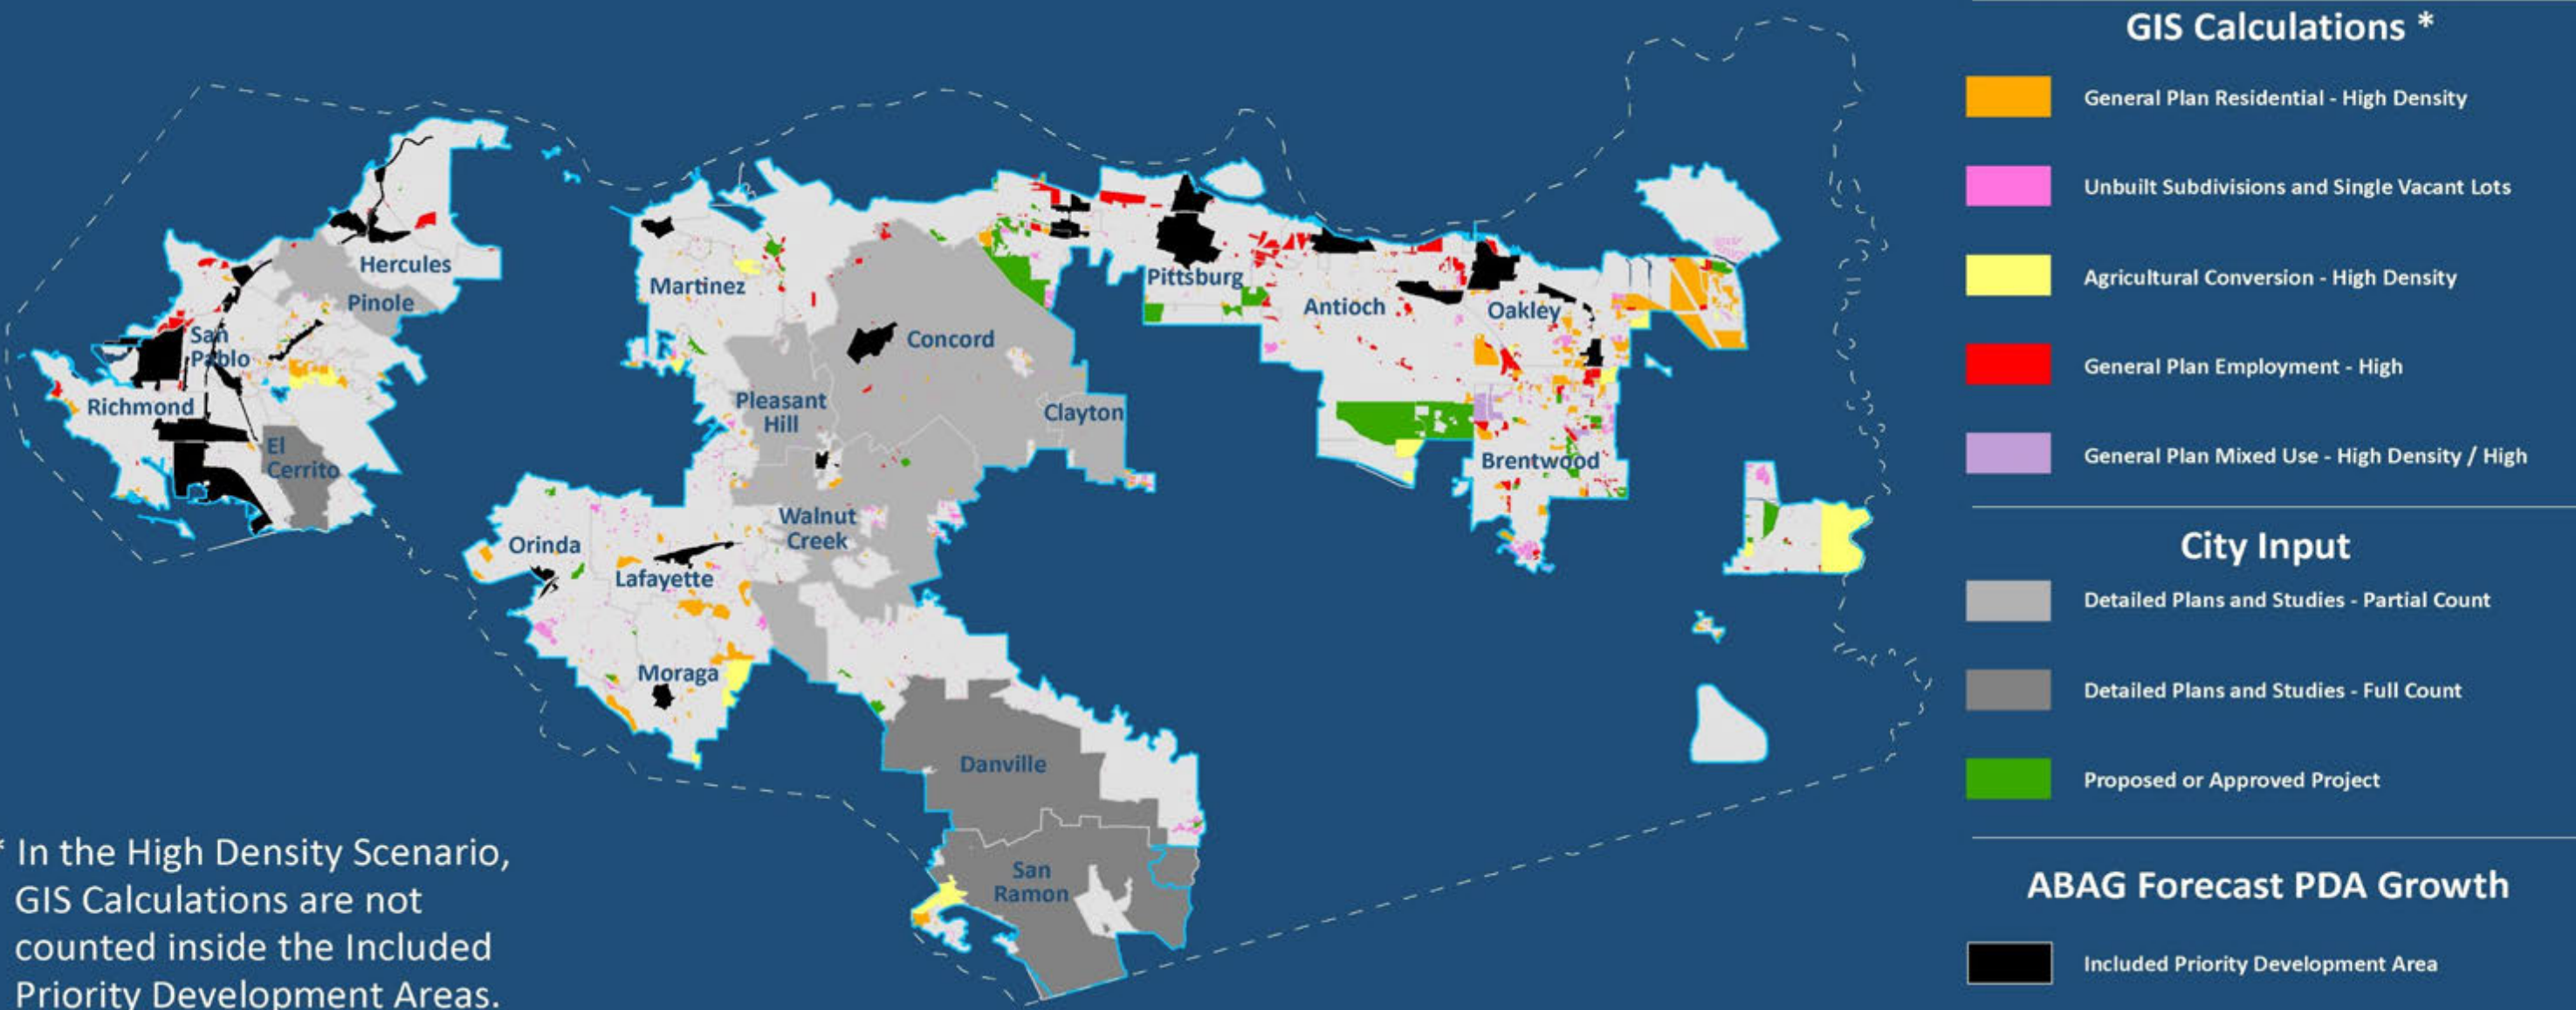 Hercules
Pinole
San
Pablo
Richmond
El
Cerrito
Martinez
Concord
Pleasant
Hill
Clayton
Walnut
Creek
Orinda
Lafayette
Moraga
Danville
San
Ramon
Pittsburg
Antioch
Oakley
Brentwood
* In the High Density Scenario,
GIS Calculations are not
counted inside the Included
Priority Development Areas.
GIS Calculations *
General Plan Residential - High Density
Unbuilt Subdivisions and Single Vacant Lots
Agricultural Conversion - High Density
General Plan Employment - High
General Plan Mixed Use - High Density / High
City Input
Detailed Plans and Studies - Partial Count
Detailed Plans and Studies - Full Count
Proposed or Approved Project
ABAG Forecast PDA Growth
Included Priority Development Area